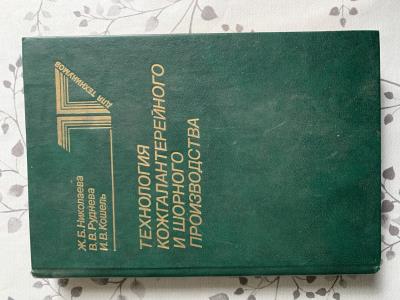 Ж.Б.Николаева
В.В.Руднева
И.В.Кошель
ДЛЯ ТЕХНИКУМОВ
ТЕХНОЛОГИЯ
КОЖГАЛАНТЕРЕЙНОГО
И ШОРНОГО
ПРОИЗВОДСТВА